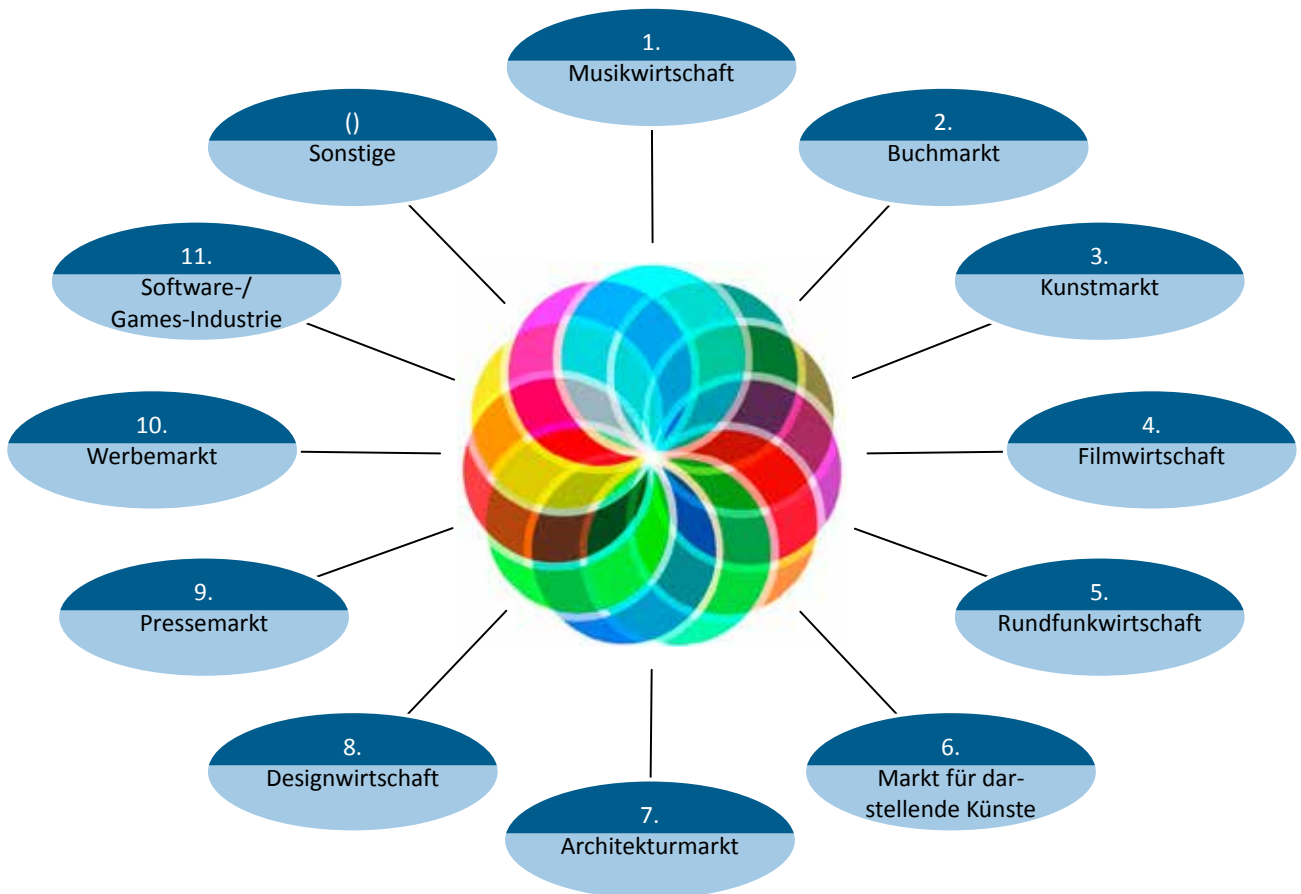 1.
Musikwirtschaft
2.
Buchmarkt
3.
Kunstmarkt
4.
Filmwirtschaft
5.
Rundfunkwirtschaft
6.
Markt für dar-
stellende Künste
7.
Architekturmarkt
8.
Designwirtschaft
9.
Pressemarkt
10.
Werbemarkt
11.
Software-/
Games-Industrie
()
Sonstige